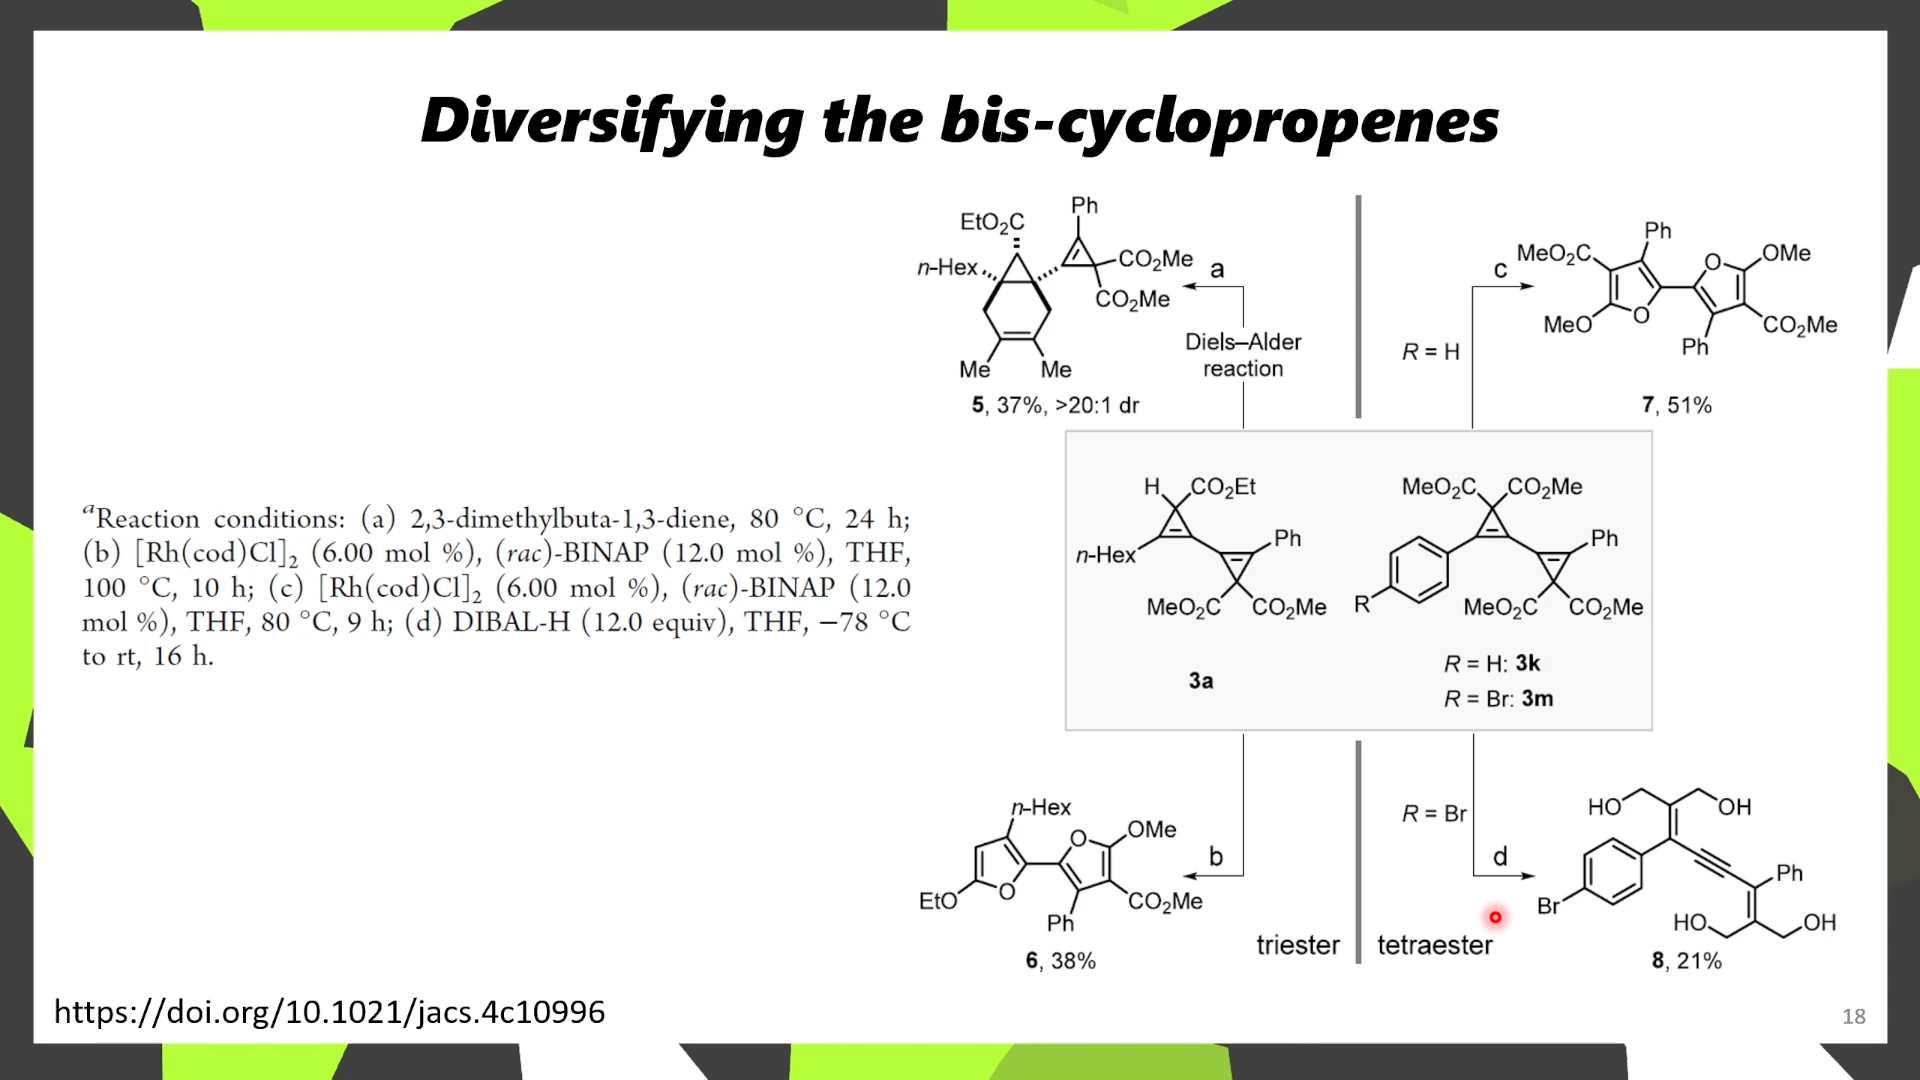 Diversifying the bis-cyclopropenes
EtO₂C
Ph
n-Hex
CO₂Me
CO₂Me
a
Me
Me
Diels–Alder
reaction
5, 37%, >20:1 dr
R = H
c
MeO₂C
Ph
O
OMe
MeO
O
CO₂Me
Ph
7, 51%
H
CO₂Et
n-Hex
Ph
MeO₂C
CO₂Me
3a
MeO₂C
CO₂Me
Ph
R
MeO₂C
CO₂Me
R = H: 3k
R = Br: 3m
ᵃReaction conditions: (a) 2,3-dimethylbuta-1,3-diene, 80 °C, 24 h;
(b) [Rh(cod)Cl]₂ (6.00 mol %), (rac)-BINAP (12.0 mol %), THF,
100 °C, 10 h; (c) [Rh(cod)Cl]₂ (6.00 mol %), (rac)-BINAP (12.0
mol %), THF, 80 °C, 9 h; (d) DIBAL-H (12.0 equiv), THF, −78 °C
to rt, 16 h.
n-Hex
O
OMe
EtO
O
CO₂Me
Ph
b
6, 38%
triester
tetraester
R = Br
d
HO
OH
Br
Ph
HO
OH
8, 21%
https://doi.org/10.1021/jacs.4c10996
18